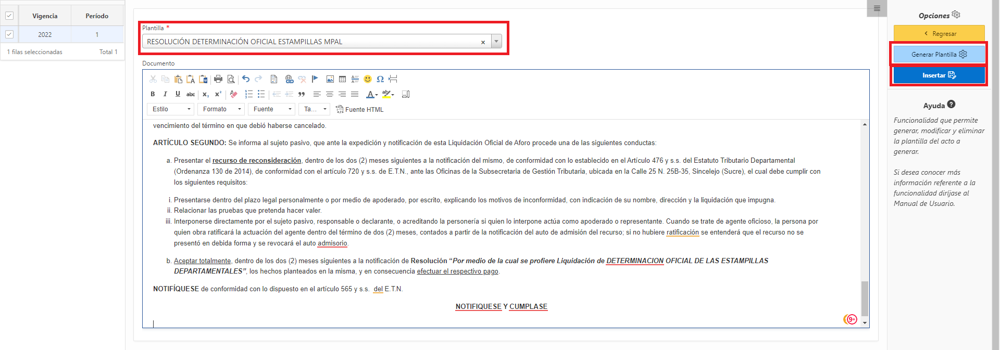 Vigencia Período
2022 1
1 filas seleccionadas Total 1
Plantilla *
RESOLUCIÓN DETERMINACIÓN OFICIAL ESTAMPILLAS MPAL
Documento
Estilo Formato Fuente Ta... Fuente HTML
vencimiento del término en que debió haberse cancelado.
ARTÍCULO SEGUNDO: Se informa al sujeto pasivo, que ante la expedición y notificación de esta Liquidación Oficial de Aforo procede una de las siguientes conductas:
a. Presentar el recurso de reconsideración, dentro de los dos (2) meses siguientes a la notificación del mismo, de conformidad con lo establecido en el Artículo 476 y s.s. del Estatuto Tributario Departamental
(Ordenanza 130 de 2014), de conformidad con el artículo 720 y s.s. de E.T.N., ante las Oficinas de la Subsecretaria de Gestión Tributaria, ubicada en la Calle 25 N. 25B-35, Sincelejo (Sucre), el cual debe cumplir con
los siguientes requisitos:
i. Presentarse dentro del plazo legal personalmente o por medio de apoderado, por escrito, explicando los motivos de inconformidad, con indicación de su nombre, dirección y la liquidación que impugna.
ii. Relacionar las pruebas que pretenda hacer valer.
iii. Interponerse directamente por el sujeto pasivo, responsable o declarante, o acreditando la personería si quien lo interpone actúa como apoderado o representante. Cuando se trate de agente oficioso, la persona por
quien obra ratificará la actuación del agente dentro del término de dos (2) meses, contados a partir de la notificación del auto de admisión del recurso; si no hubiere ratificación se entenderá que el recurso no se
presentó en debida forma y se revocará el auto admisorio.
b. Aceptar totalmente, dentro de los dos (2) meses siguientes a la notificación de Resolución “Por medio de la cual se profiere Liquidación de DETERMINACION OFICIAL DE LAS ESTAMPILLAS
DEPARTAMENTALES”, los hechos planteados en la misma, y en consecuencia efectuar el respectivo pago.
NOTIFÍQUESE de conformidad con lo dispuesto en el artículo 565 y s.s. del E.T.N.
NOTIFIQUESE Y CUMPLASE
9+
Opciones
Regresar
Generar Plantilla
Insertar
Ayuda
Funcionalidad que permite
generar, modificar y eliminar
la plantilla del acto a
generar.
Si desea conocer más
información referente a la
funcionalidad diríjase al
Manual de Usuario.